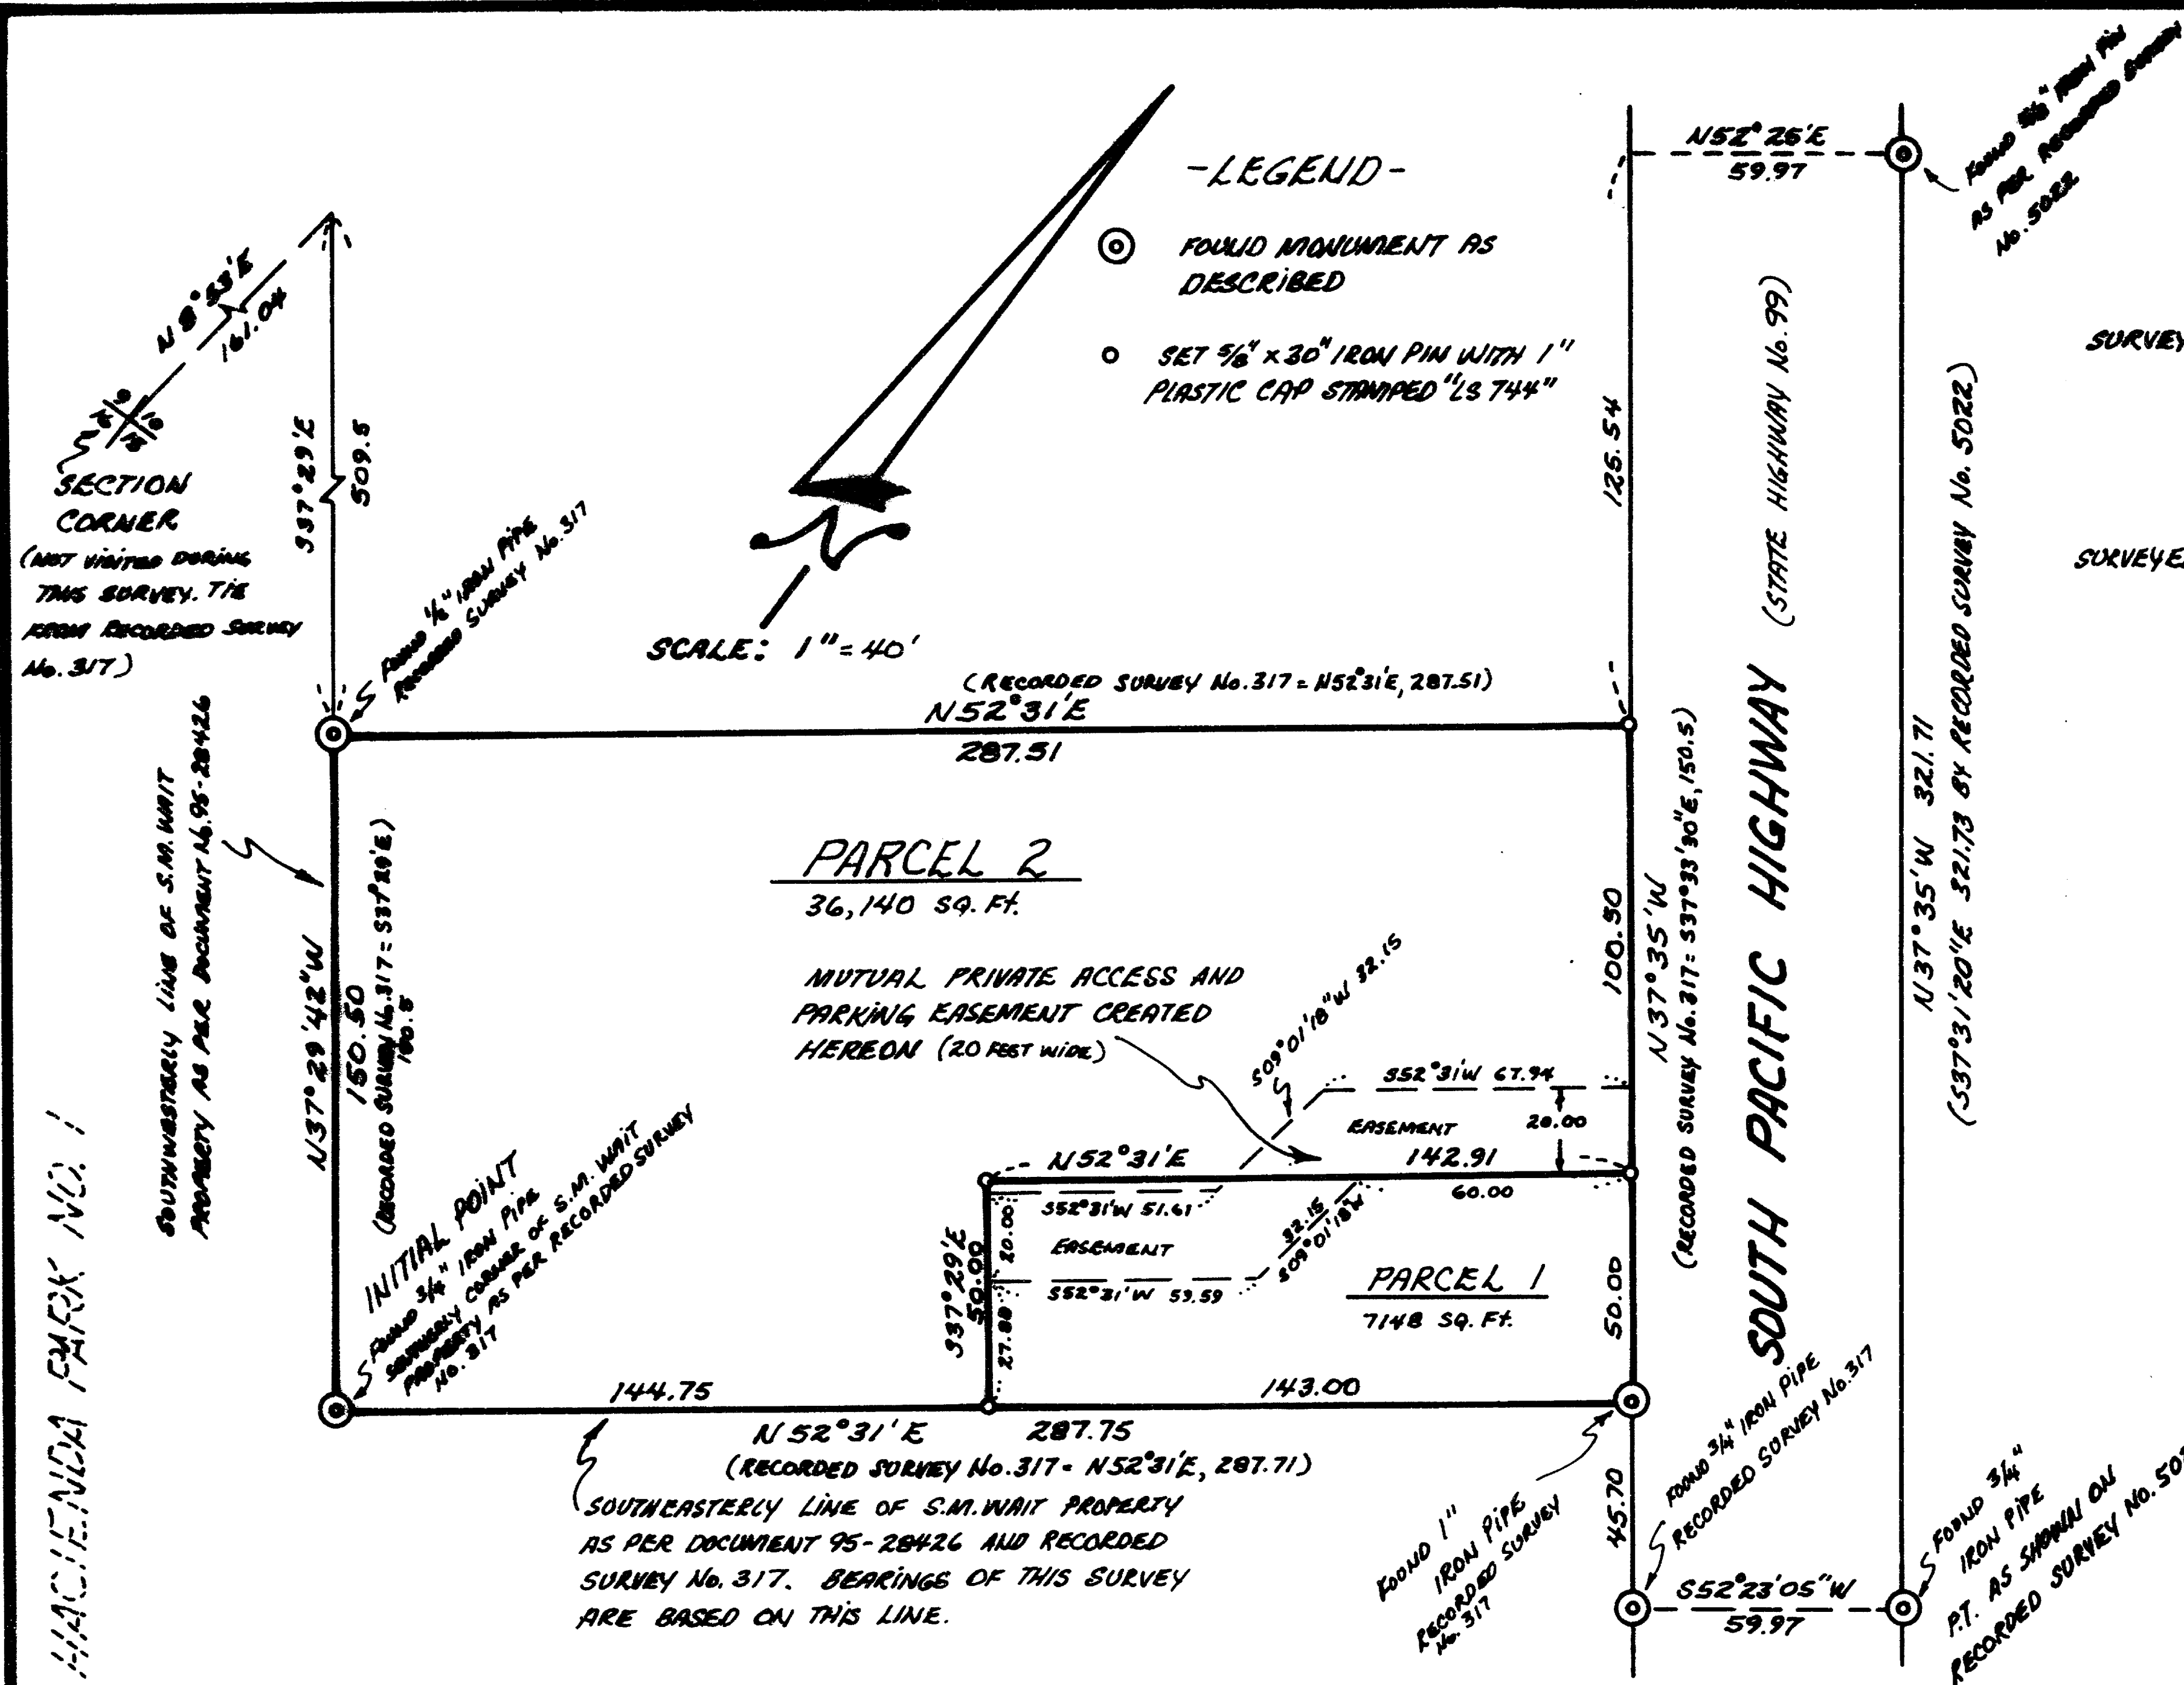 -LEGEND-
FOUND MONUMENT AS
DESCRIBED
SET 5/8" x 30" IRON PIN WITH 1"
PLASTIC CAP STAMPED "LS 744"
N52°25'E
59.97
FOUND 5/8" IRON PIN
AS PER RECORDED SURVEY
No. 5022
SURVEY
SURVEYE
N 8°53'E
161.04
SECTION
CORNER
(NOT VISITED DURING
THIS SURVEY. TIE
FROM RECORDED SURVEY
No. 317)
S37°29'E
509.5
FOUND 1/2" IRON PIPE
RECORDED SURVEY No. 317
SCALE: 1" = 40'
(RECORDED SURVEY No. 317 = N52°31'E, 287.51)
N52°31'E
287.51
125.54
(STATE HIGHWAY No. 99)
SOUTH PACIFIC HIGHWAY
N37°35'W 321.71
(S37°31'20"E 321.73 BY RECORDED SURVEY No. 5022)
SOUTHWESTERLY LINE OF S.M. WAIT
PROPERTY AS PER DOCUMENT No. 95-28426
N37°29'42"W
150.50
(RECORDED SURVEY No. 317 = S37°29'E)
150.5
PARCEL 2
36,140 SQ. Ft.
MUTUAL PRIVATE ACCESS AND
PARKING EASEMENT CREATED
HEREON (20 FEET WIDE)
S09°01'18"W 32.15
S52°31'W 67.94
EASEMENT
20.00
100.50
N37°35'W
(RECORDED SURVEY No. 317 = S37°33'30"E, 150.5)
N52°31'E
142.91
60.00
S52°31'W 51.61
20.00
EASEMENT
32.15
S09°01'18"W
S52°31'W 59.59
S37°29'E
50.00
27.88
PARCEL 1
7148 SQ. Ft.
50.00
INITIAL POINT
FOUND 3/4" IRON PIPE
SOUTHERLY CORNER OF S.M. WAIT
PROPERTY AS PER RECORDED SURVEY
No. 317
HACIENDA PARK NO. 1
144.75
143.00
N52°31'E 287.75
(RECORDED SURVEY No. 317 = N52°31'E, 287.71)
SOUTHEASTERLY LINE OF S.M. WAIT PROPERTY
AS PER DOCUMENT 95-28426 AND RECORDED
SURVEY No. 317. BEARINGS OF THIS SURVEY
ARE BASED ON THIS LINE.
FOUND 1"
IRON PIPE
RECORDED SURVEY
No. 317
45.70
FOUND 3/4" IRON PIPE
RECORDED SURVEY No. 317
S52°23'05"W
59.97
FOUND 3/4"
IRON PIPE
P.T. AS SHOWN ON
RECORDED SURVEY No. 50